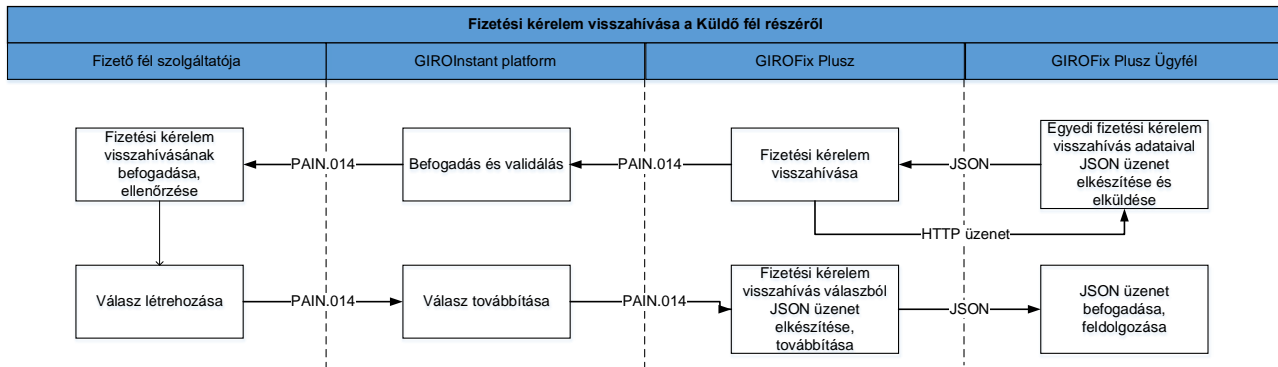 Fizetési kérelem visszahívása a Küldő fél részéről
Fizető fél szolgáltatója
GIROInstant platform
GIROFix Plusz
GIROFix Plusz Ügyfél
Fizetési kérelem
visszahívásának
befogadása,
ellenőrzése
PAIN.014
Befogadás és validálás
PAIN.014
Fizetési kérelem
visszahívása
JSON
Egyedi fizetési kérelem
visszahívás adataival
JSON üzenet
elkészítése és
elküldése
HTTP üzenet
Válasz létrehozása
PAIN.014
Válasz továbbítása
PAIN.014
Fizetési kérelem
visszahívás válaszból
JSON üzenet
elkészítése,
továbbítása
JSON
JSON üzenet
befogadása,
feldolgozása